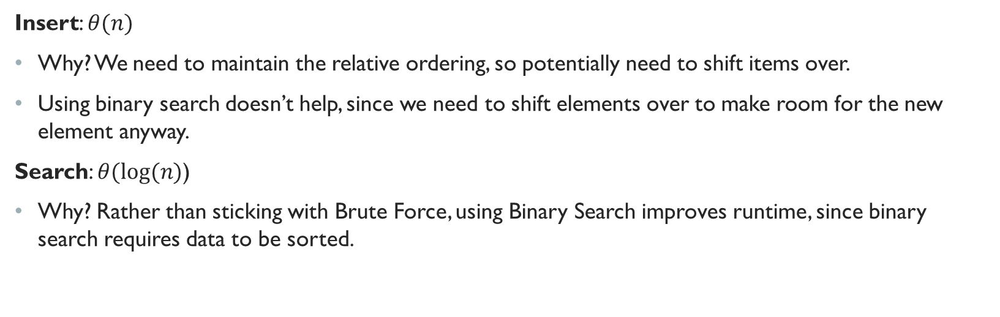 Insert: θ(n)
• Why? We need to maintain the relative ordering, so potentially need to shift items over.
• Using binary search doesn’t help, since we need to shift elements over to make room for the new
element anyway.
Search: θ(log(n))
• Why? Rather than sticking with Brute Force, using Binary Search improves runtime, since binary
search requires data to be sorted.